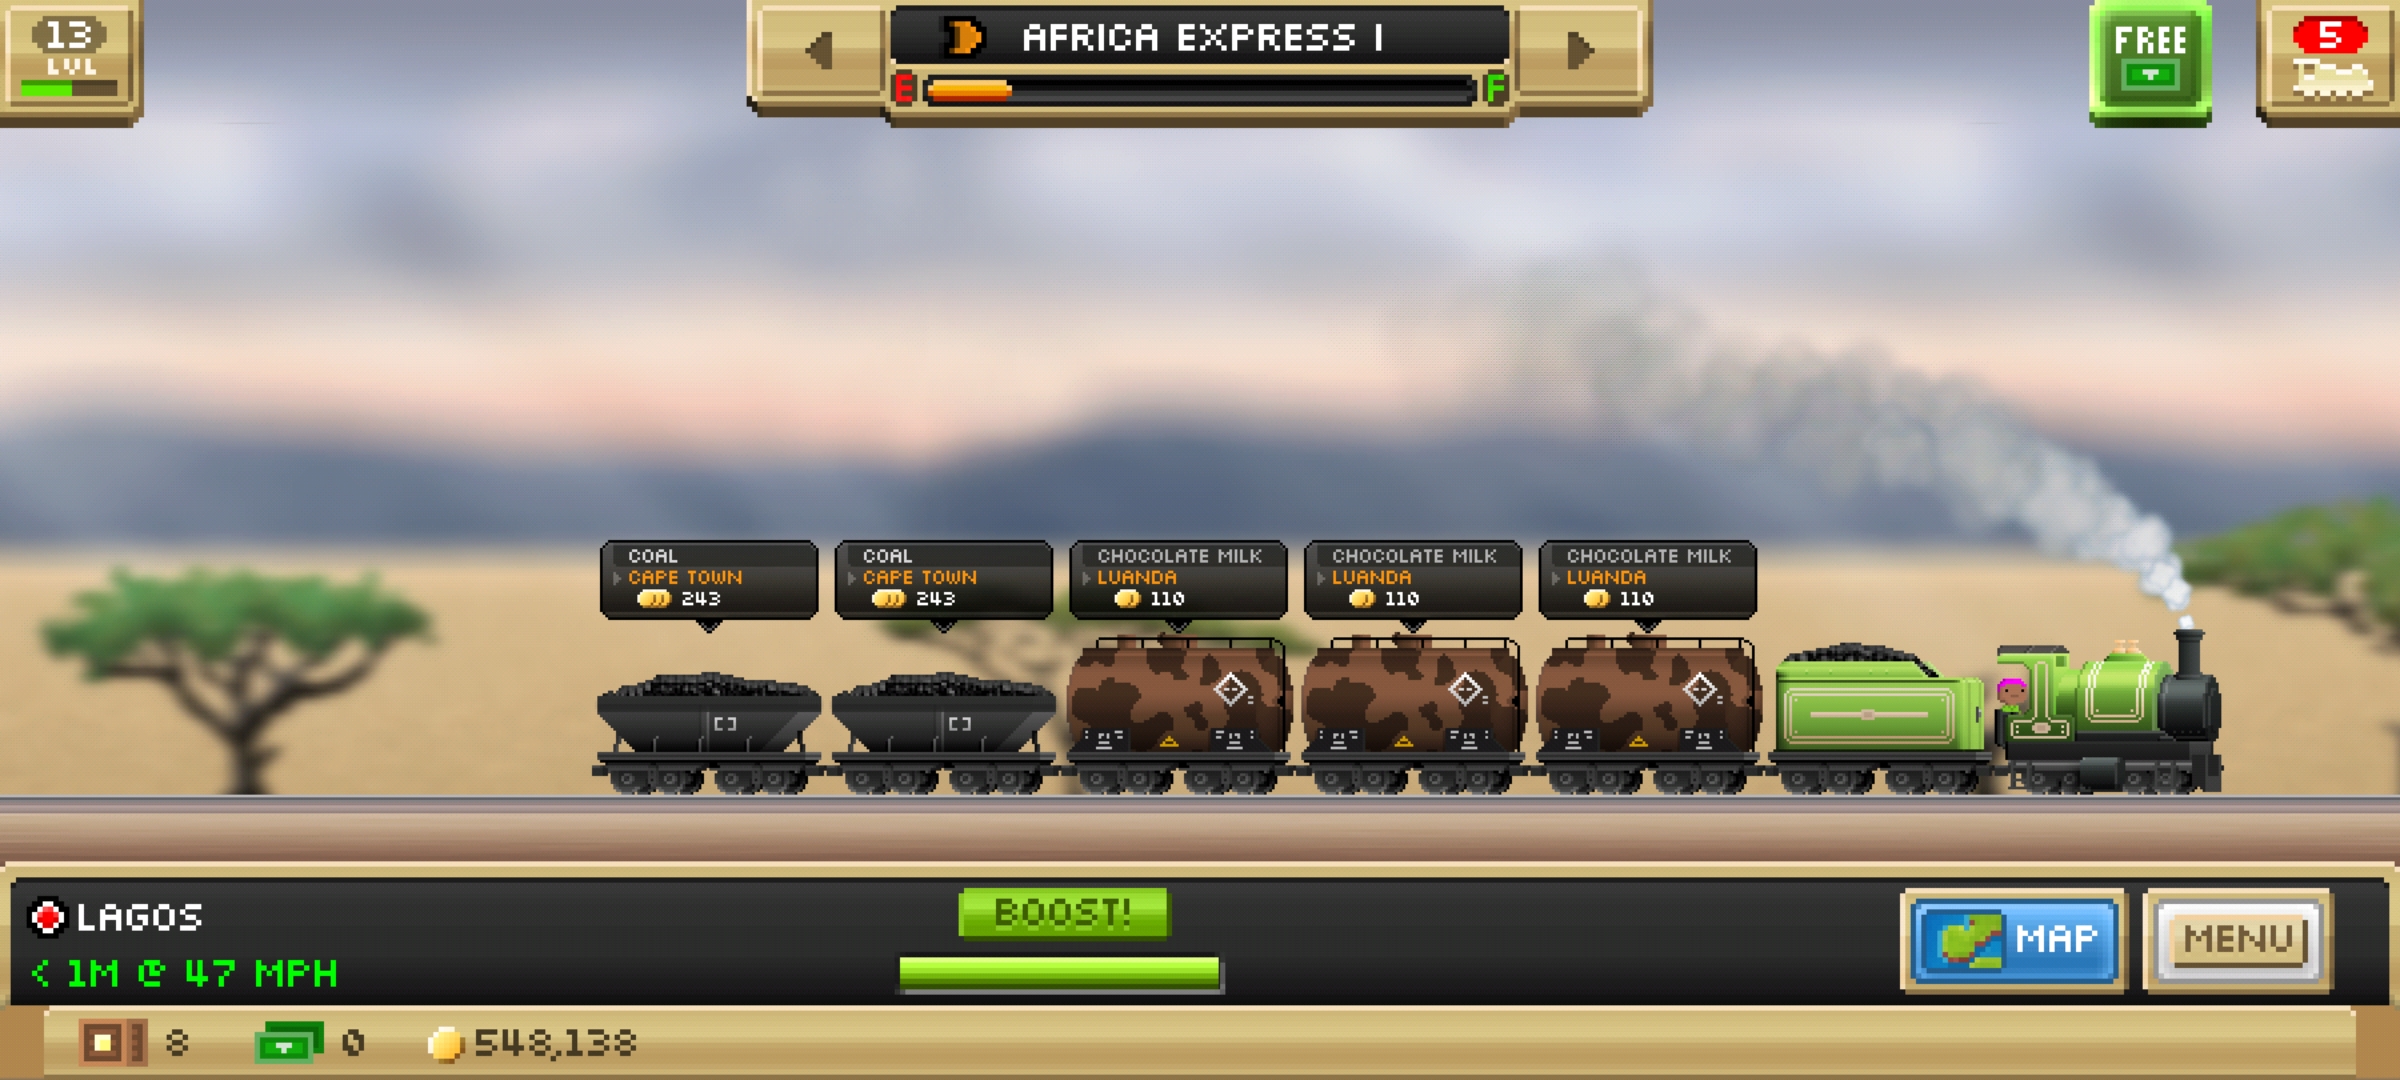 13
LVL
AFRICA EXPRESS I
E
F
FREE
5
COAL
CAPE TOWN
243
COAL
CAPE TOWN
243
CHOCOLATE MILK
LUANDA
110
CHOCOLATE MILK
LUANDA
110
CHOCOLATE MILK
LUANDA
110
LAGOS
< 1M @ 47 MPH
BOOST!
MAP
MENU
8
0
548,138